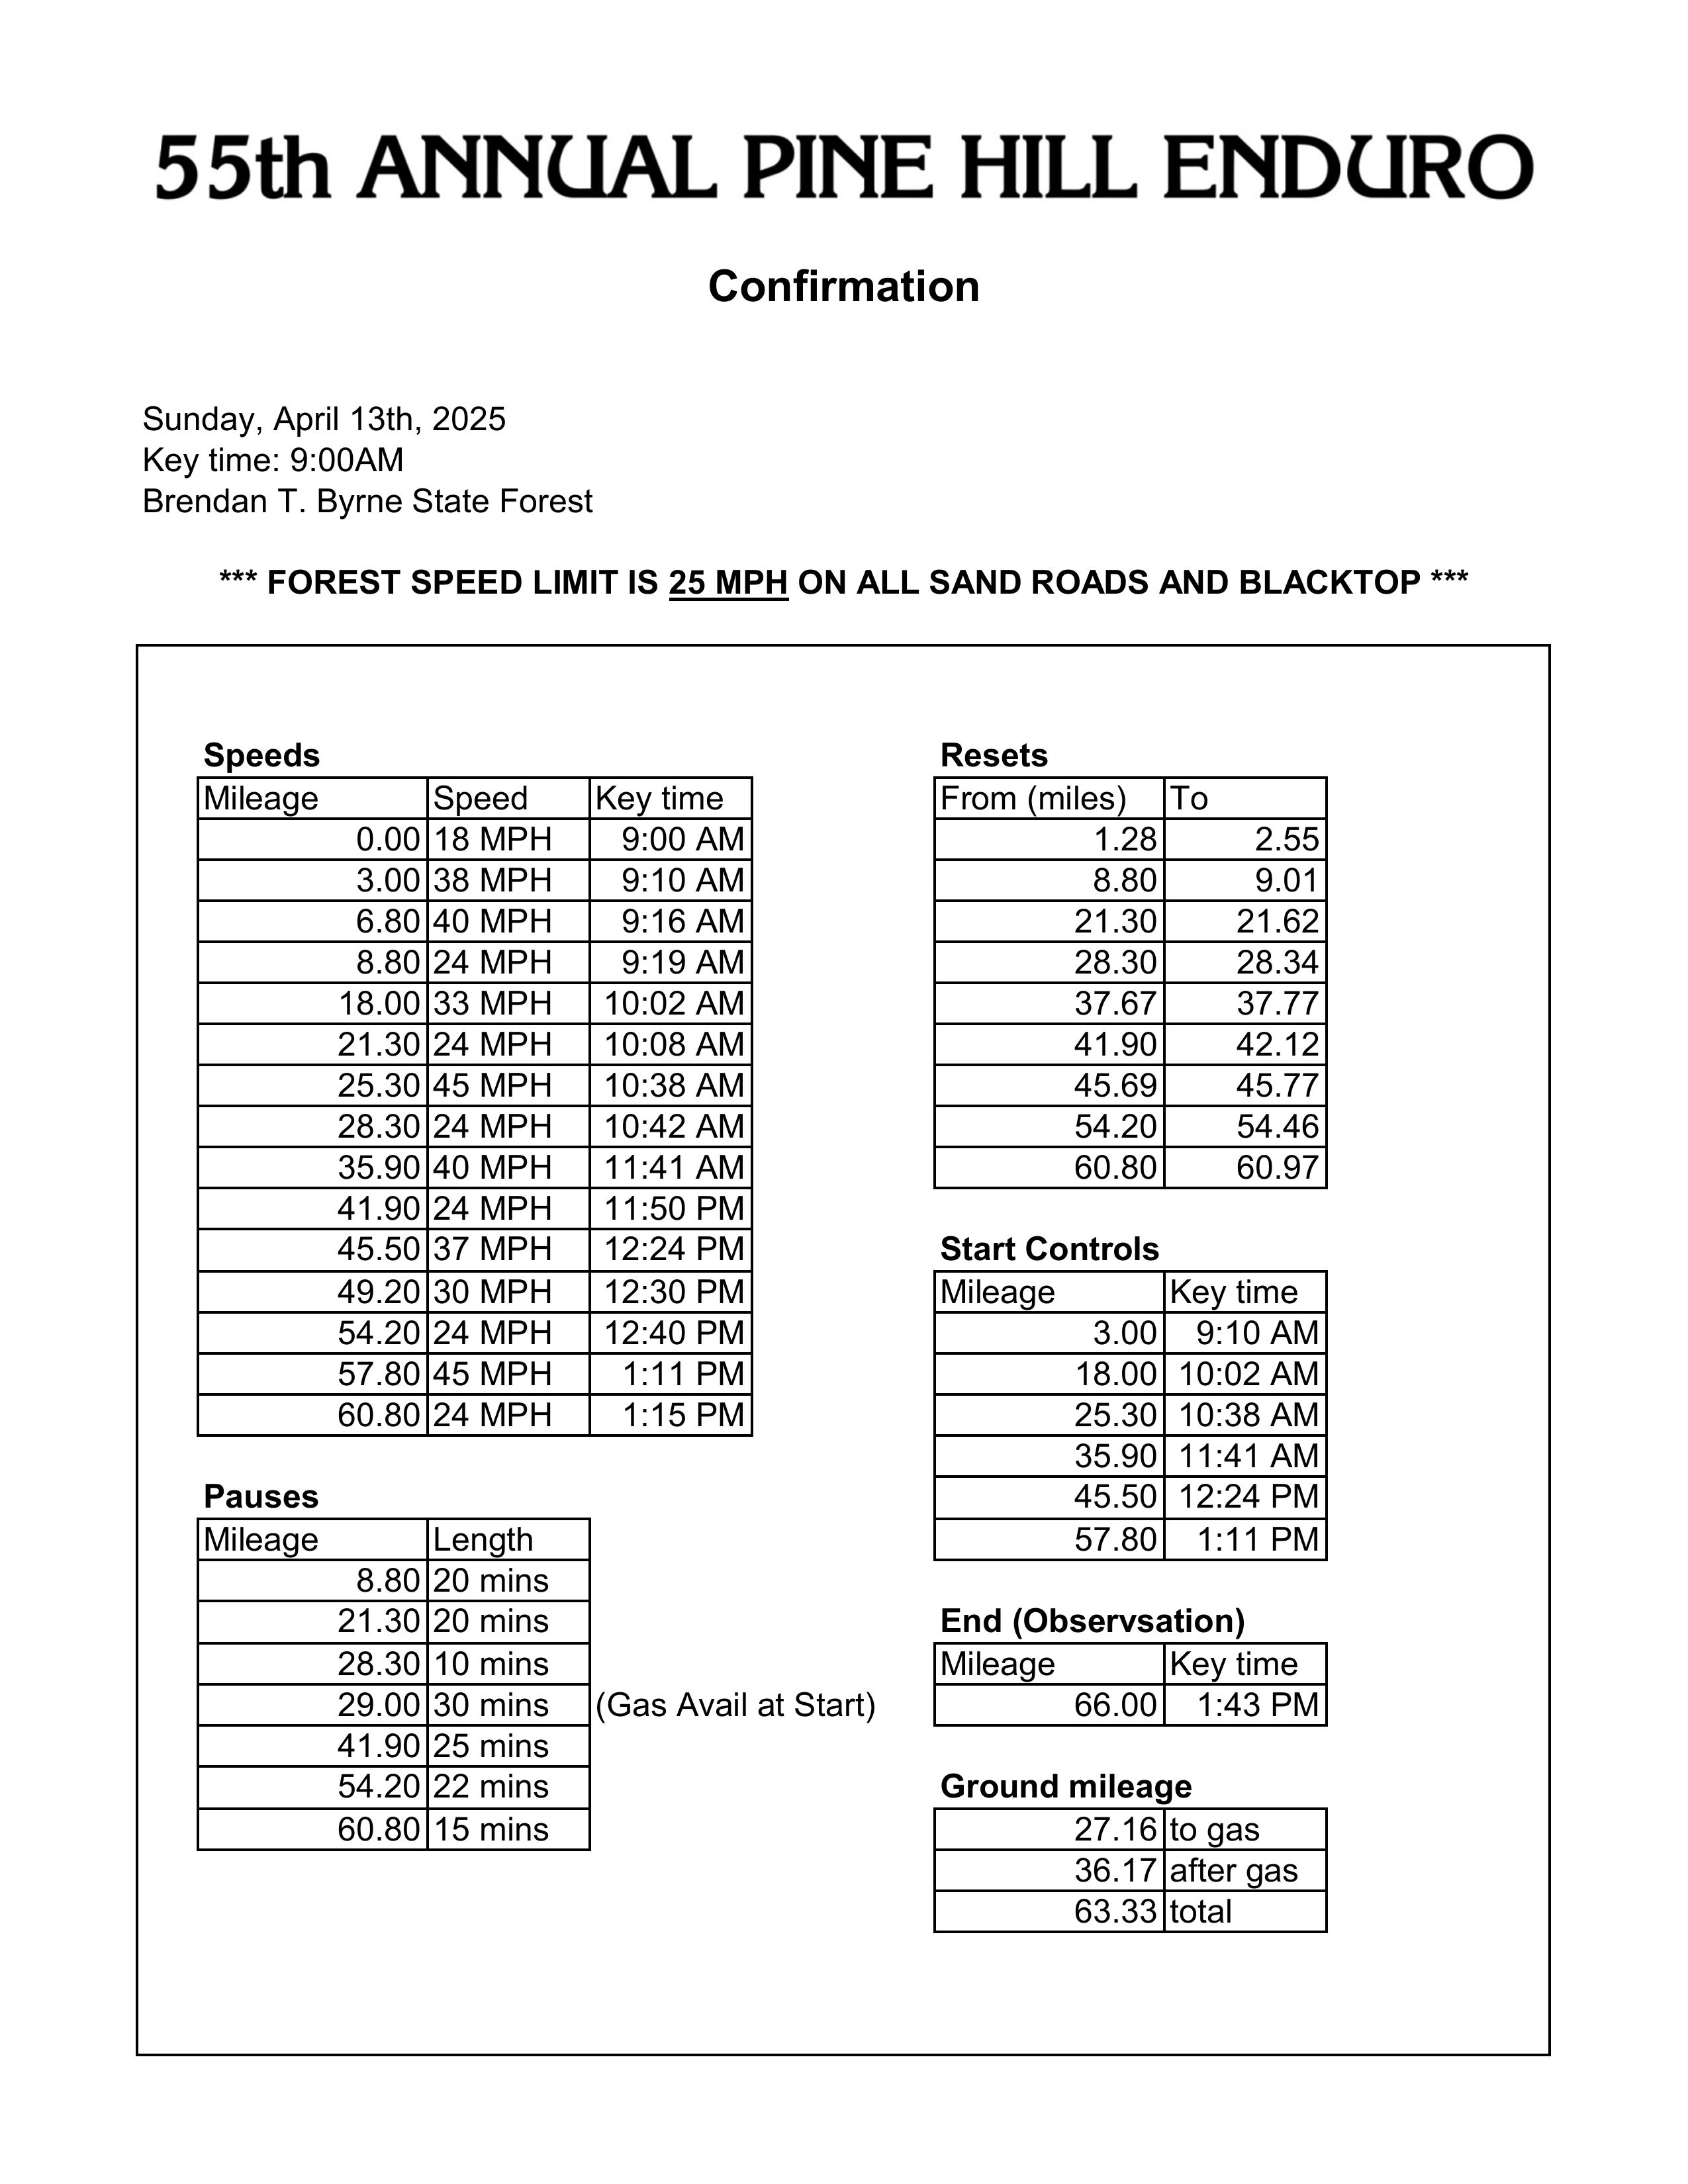 55th ANNUAL PINE HILL ENDURO
Confirmation
Sunday, April 13th, 2025
Key time: 9:00AM
Brendan T. Byrne State Forest
*** FOREST SPEED LIMIT IS 25 MPH ON ALL SAND ROADS AND BLACKTOP ***
Speeds
Mileage Speed Key time
0.00 18 MPH 9:00 AM
3.00 38 MPH 9:10 AM
6.80 40 MPH 9:16 AM
8.80 24 MPH 9:19 AM
18.00 33 MPH 10:02 AM
21.30 24 MPH 10:08 AM
25.30 45 MPH 10:38 AM
28.30 24 MPH 10:42 AM
35.90 40 MPH 11:41 AM
41.90 24 MPH 11:50 PM
45.50 37 MPH 12:24 PM
49.20 30 MPH 12:30 PM
54.20 24 MPH 12:40 PM
57.80 45 MPH 1:11 PM
60.80 24 MPH 1:15 PM
Pauses
Mileage Length
8.80 20 mins
21.30 20 mins
28.30 10 mins
29.00 30 mins (Gas Avail at Start)
41.90 25 mins
54.20 22 mins
60.80 15 mins
Resets
From (miles) To
1.28 2.55
8.80 9.01
21.30 21.62
28.30 28.34
37.67 37.77
41.90 42.12
45.69 45.77
54.20 54.46
60.80 60.97
Start Controls
Mileage Key time
3.00 9:10 AM
18.00 10:02 AM
25.30 10:38 AM
35.90 11:41 AM
45.50 12:24 PM
57.80 1:11 PM
End (Observsation)
Mileage Key time
66.00 1:43 PM
Ground mileage
27.16 to gas
36.17 after gas
63.33 total